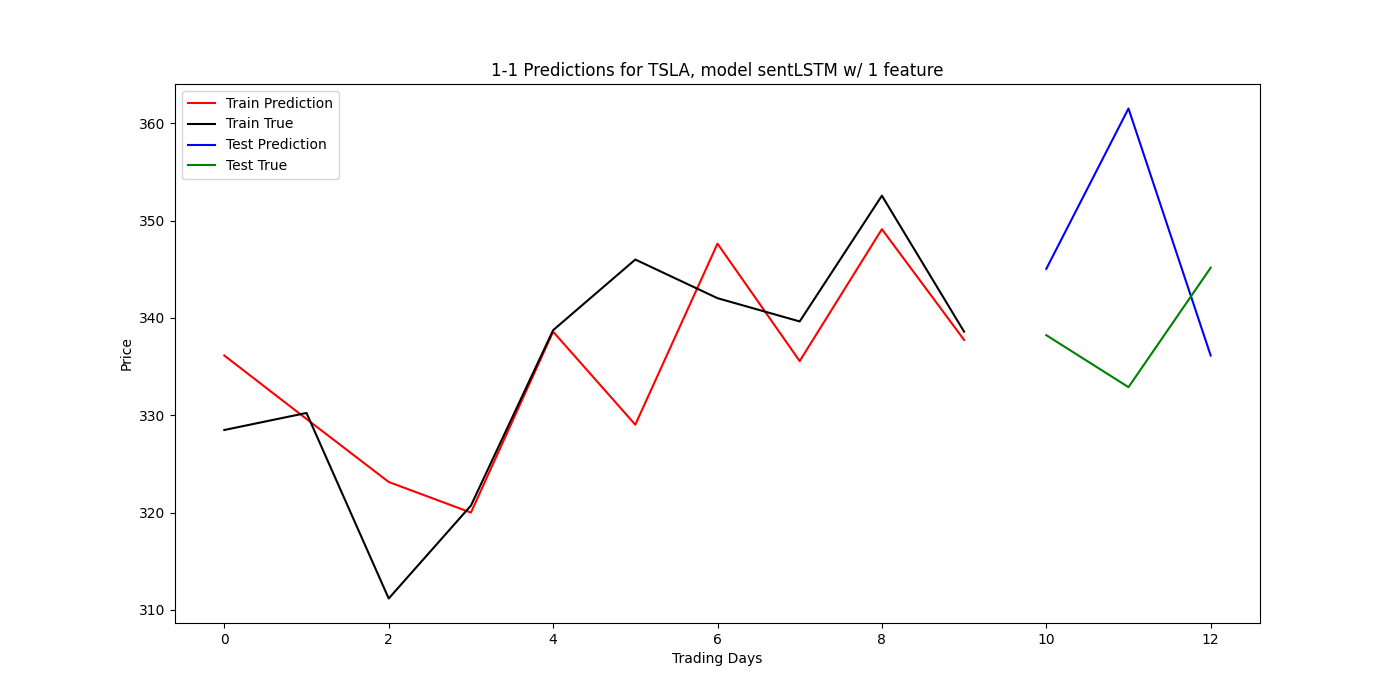 1-1 Predictions for TSLA, model sentLSTM w/ 1 feature
Train Prediction
Train True
Test Prediction
Test True
360
350
340
330
320
310
Price
0 2 4 6 8 10 12
Trading Days